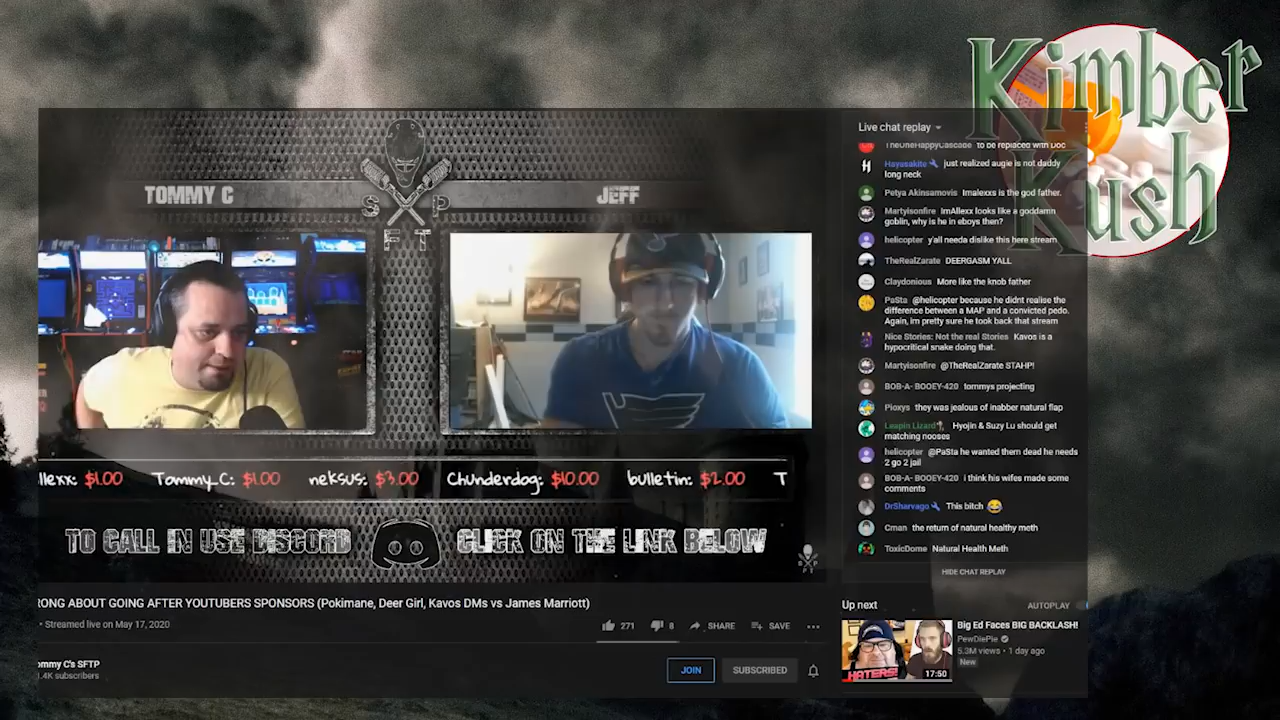 Kimber
Kush
TOMMY C
JEFF
S P
F T
llexx: $1.00 Tommy_C: $1.00 neksus: $3.00 Chunderdog: $10.00 bulletin: $2.00 T
TO CALL IN USE DISCORD CLICK ON THE LINK BELOW
RONG ABOUT GOING AFTER YOUTUBERS SPONSORS (Pokimane, Deer Girl, Kavos DMs vs James Marriott)
• Streamed live on May 17, 2020
271 8 SHARE SAVE
ommy C's SFTP
.4K subscribers
JOIN SUBSCRIBED
Live chat replay
TheOneHappyCascade to be replaced with Doc
Hayasakite just realized augie is not daddy
long neck
Petya Akinsamovis Imalexxs is the god father.
Martyisonfire ImAllexx looks like a goddamn
goblin, why is he in eboys then?
helicopter y'all needa dislike this here stream
TheRealZarate DEERGASM YALL
Claydonious More like the knob father
PaSta @helicopter because he didnt realise the
difference between a MAP and a convicted pedo.
Again, im pretty sure he took back that stream
Nice Stories: Not the real Stories Kavos is a
hypocritical snake doing that.
Martyisonfire @TheRealZarate STAHP!
BOB-A- BOOEY-420 tommys projecting
Pioxys they was jealous of inabber natural flap
Leapin Lizard Hyojin & Suzy Lu should get
matching nooses
helicopter @PaSta he wanted them dead he needs
2 go 2 jail
BOB-A- BOOEY-420 i think his wifes made some
comments
DrSharvago This bitch 😂
Cman the return of natural healthy meth
ToxicDome Natural Health Meth
HIDE CHAT REPLAY
Up next AUTOPLAY
Big Ed Faces BIG BACKLASH!
PewDiePie
5.3M views • 1 day ago
New
HATERS!
17:50